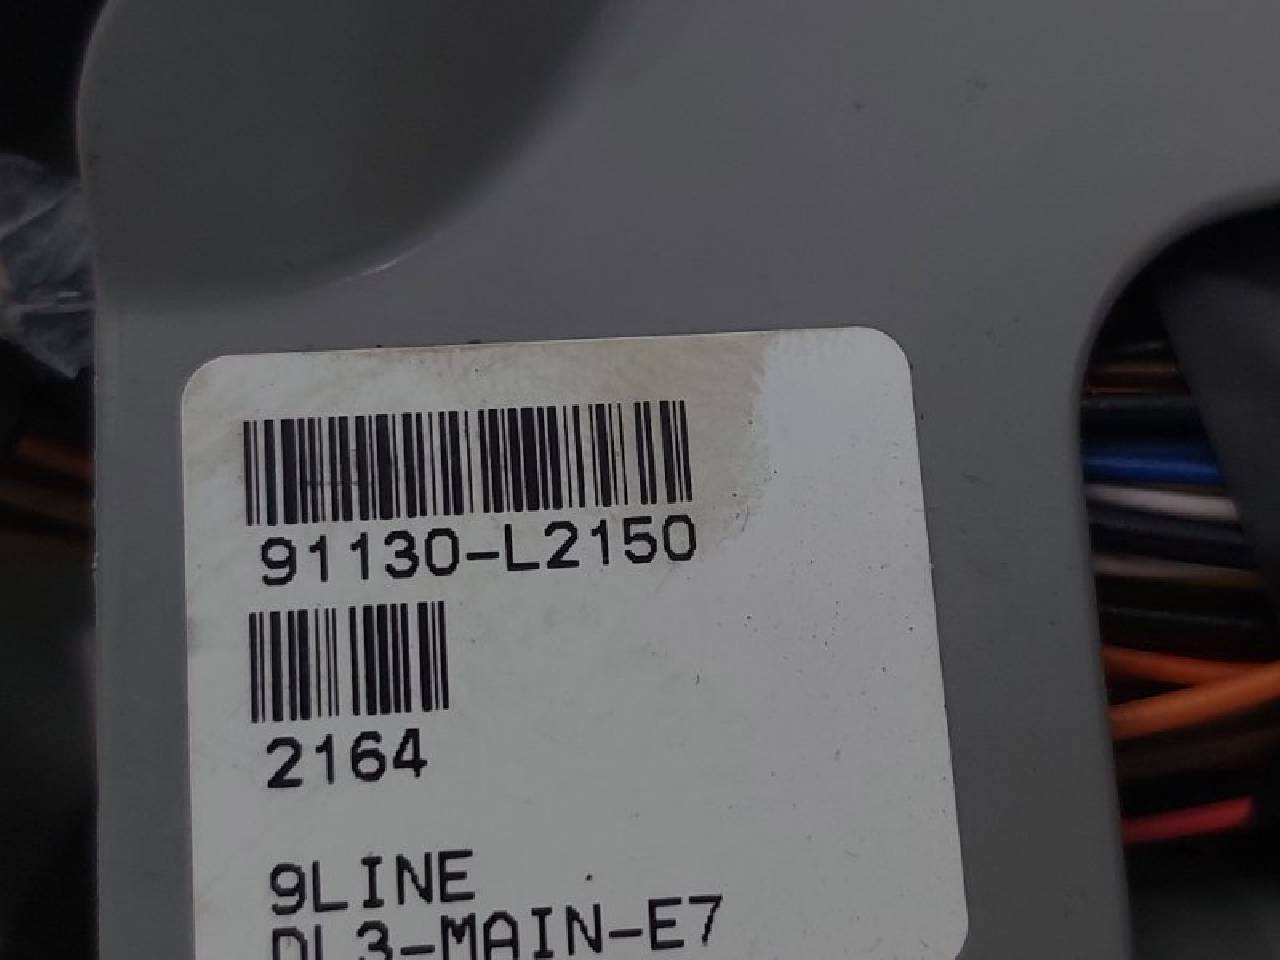 91130-L2150
2164
9LINE
DL3-MAIN-E7